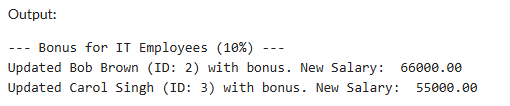 Output:
--- Bonus for IT Employees (10%) ---
Updated Bob Brown (ID: 2) with bonus. New Salary:  66000.00
Updated Carol Singh (ID: 3) with bonus. New Salary:  55000.00